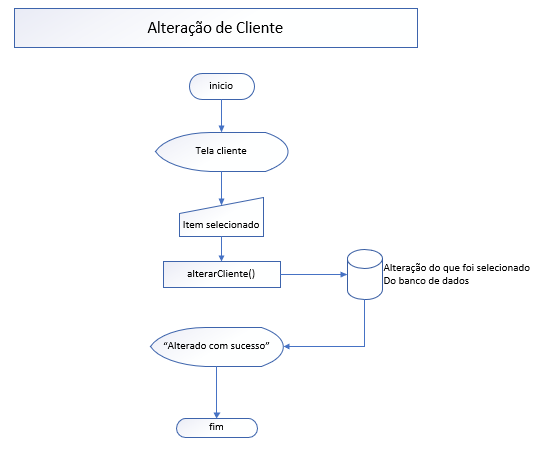 Alteração de Cliente
inicio
Tela cliente
Item selecionado
alterarCliente()
Alteração do que foi selecionado
Do banco de dados
“Alterado com sucesso”
fim